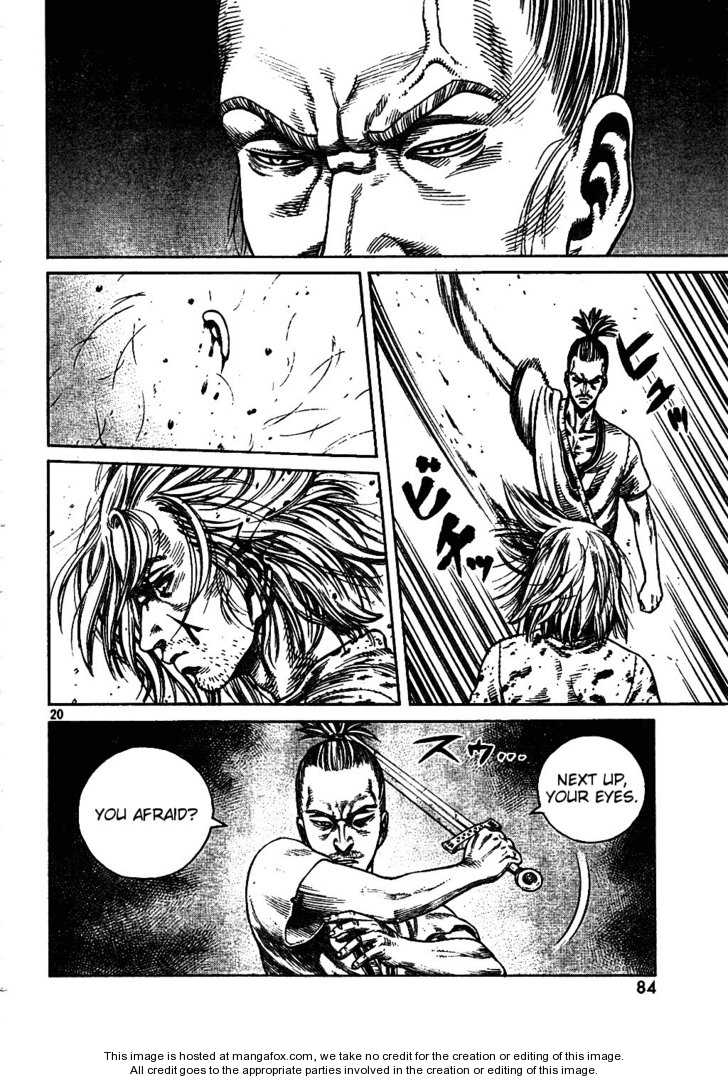 ヒュッ
ビタッ
20
スゥ…
NEXT UP,
YOUR EYES.
YOU AFRAID?
84
This image is hosted at mangafox.com, we take no credit for the creation or editing of this image.
All credit goes to the appropriate parties involved in the creation or editing of this image.